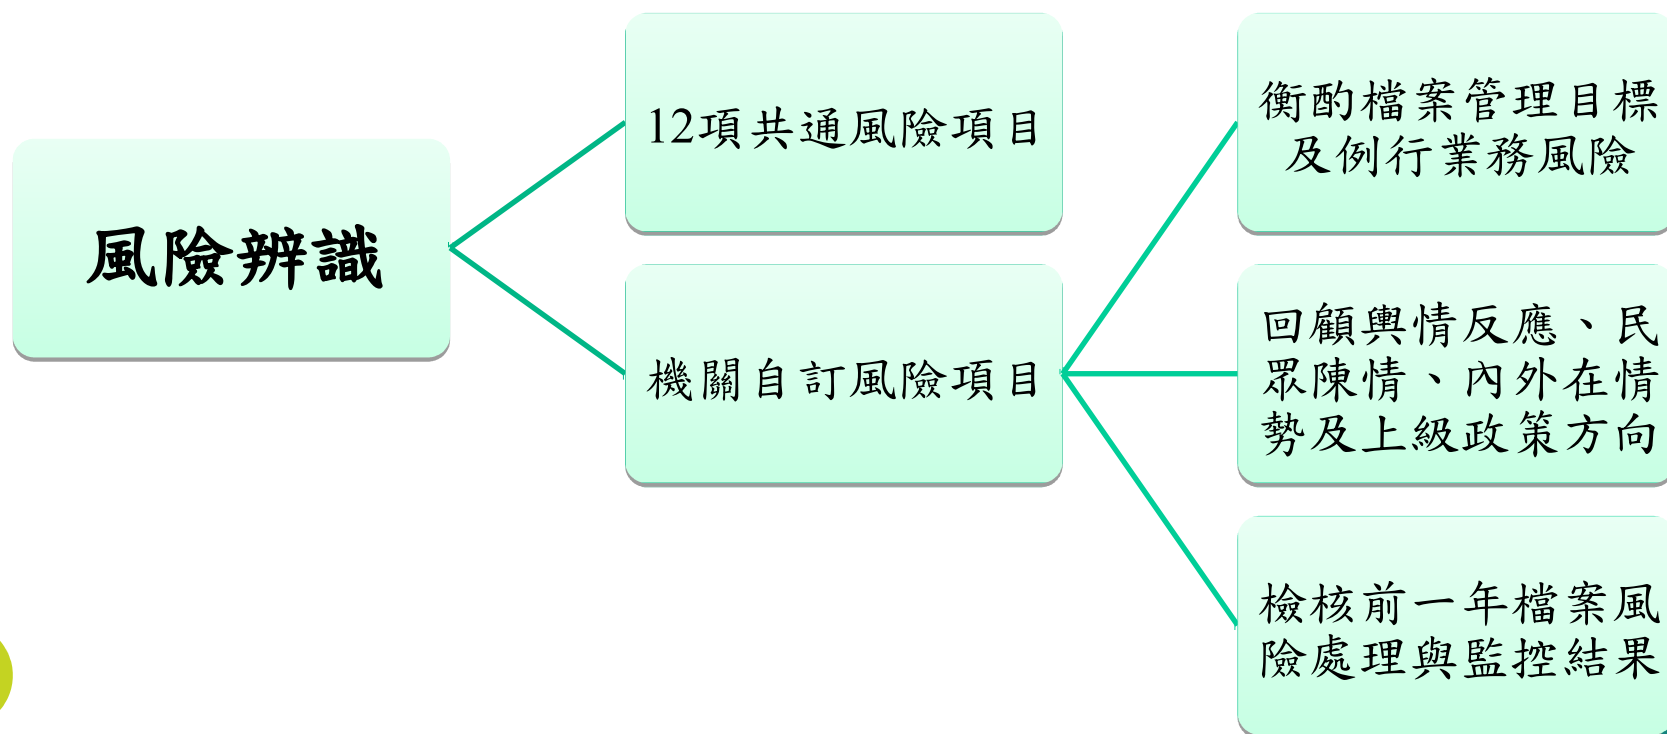 風險辨識
12項共通風險項目
機關自訂風險項目
衡酌檔案管理目標
及例行業務風險
回顧輿情反應、民
眾陳情、內外在情
勢及上級政策方向
檢核前一年檔案風
險處理與監控結果